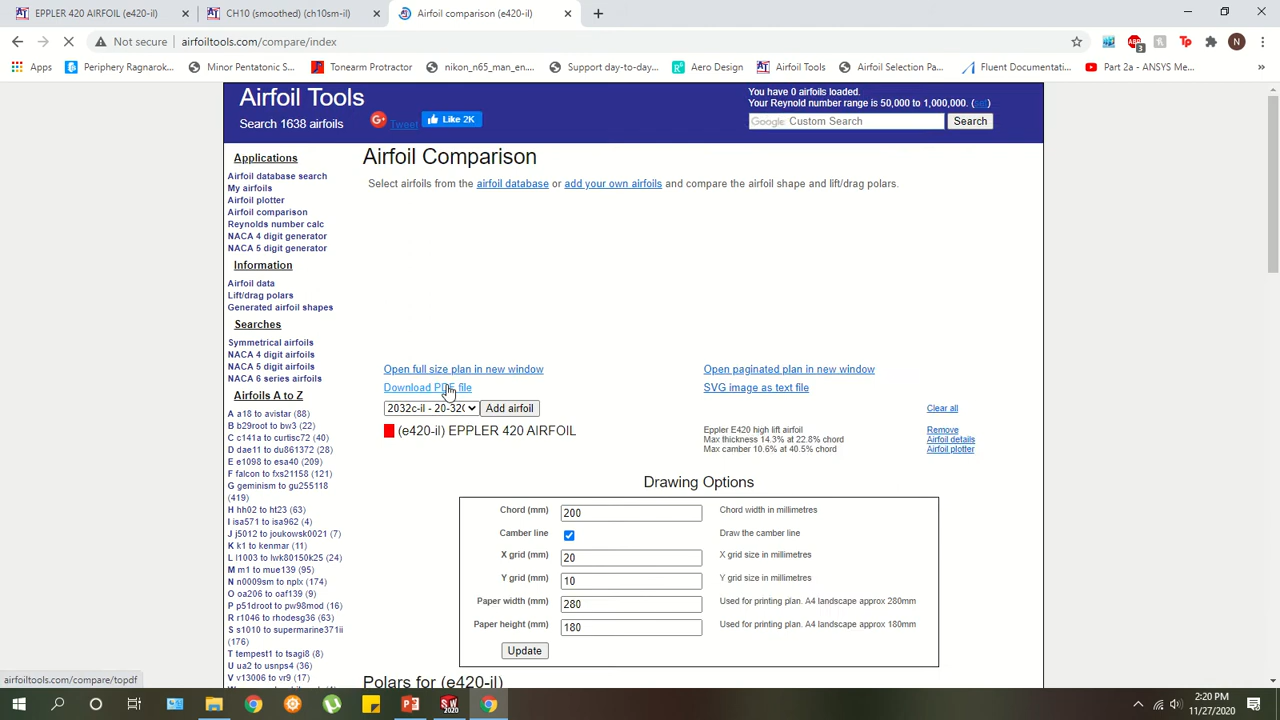 EPPLER 420 AIRFOIL (e420-il)
CH10 (smoothed) (ch10sm-il)
Airfoil comparison (e420-il)
Not secure
airfoiltools.com/compare/index
Apps
Periphery Ragnarok...
Minor Pentatonic S...
Tonearm Protractor
nikon_n65_man_en...
Support day-to-day...
Aero Design
Airfoil Tools
Airfoil Selection Pa...
Fluent Documentati...
Part 2a - ANSYS Me...
Airfoil Tools
Search 1638 airfoils
Tweet
Like 2K
You have 0 airfoils loaded.
Your Reynold number range is 50,000 to 1,000,000. (set)
Google Custom Search
Search
Applications
Airfoil database search
My airfoils
Airfoil plotter
Airfoil comparison
Reynolds number calc
NACA 4 digit generator
NACA 5 digit generator
Information
Airfoil data
Lift/drag polars
Generated airfoil shapes
Searches
Symmetrical airfoils
NACA 4 digit airfoils
NACA 5 digit airfoils
NACA 6 series airfoils
Airfoils A to Z
A a18 to avistar (88)
B b29root to bw3 (22)
C c141a to curtisc72 (40)
D dae11 to du861372 (28)
E e1098 to esa40 (209)
F falcon to fxs21158 (121)
G geminism to gu255118
(419)
H hh02 to ht23 (63)
I isa571 to isa962 (4)
J j5012 to joukowsk0021 (7)
K k1 to kenmar (11)
L l1003 to lwk80150k25 (24)
M m1 to mue139 (95)
N n0009sm to nplx (174)
O oa206 to oaf139 (9)
P p51droot to pw98mod (16)
R r1046 to rhodesg36 (63)
S s1010 to supermarine371ii
(176)
T tempest1 to tsagi8 (8)
U ua2 to usnps4 (36)
V v13006 to vr9 (17)
Airfoil Comparison
Select airfoils from the airfoil database or add your own airfoils and compare the airfoil shape and lift/drag polars.
Open full size plan in new window
Open paginated plan in new window
Download PDF file
SVG image as text file
2032c-il - 20-32C
Add airfoil
Clear all
(e420-il) EPPLER 420 AIRFOIL
Eppler E420 high lift airfoil
Max thickness 14.3% at 22.8% chord
Max camber 10.6% at 40.5% chord
Remove
Airfoil details
Airfoil plotter
Drawing Options
Chord (mm)
200
Chord width in millimetres
Camber line
Draw the camber line
X grid (mm)
20
X grid size in millimetres
Y grid (mm)
10
Y grid size in millimetres
Paper width (mm)
280
Used for printing plan. A4 landscape approx 280mm
Paper height (mm)
180
Used for printing plan. A4 landscape approx 180mm
Update
Polars for (e420-il)
airfoiltools.com/compare/topdf
2:20 PM
11/27/2020